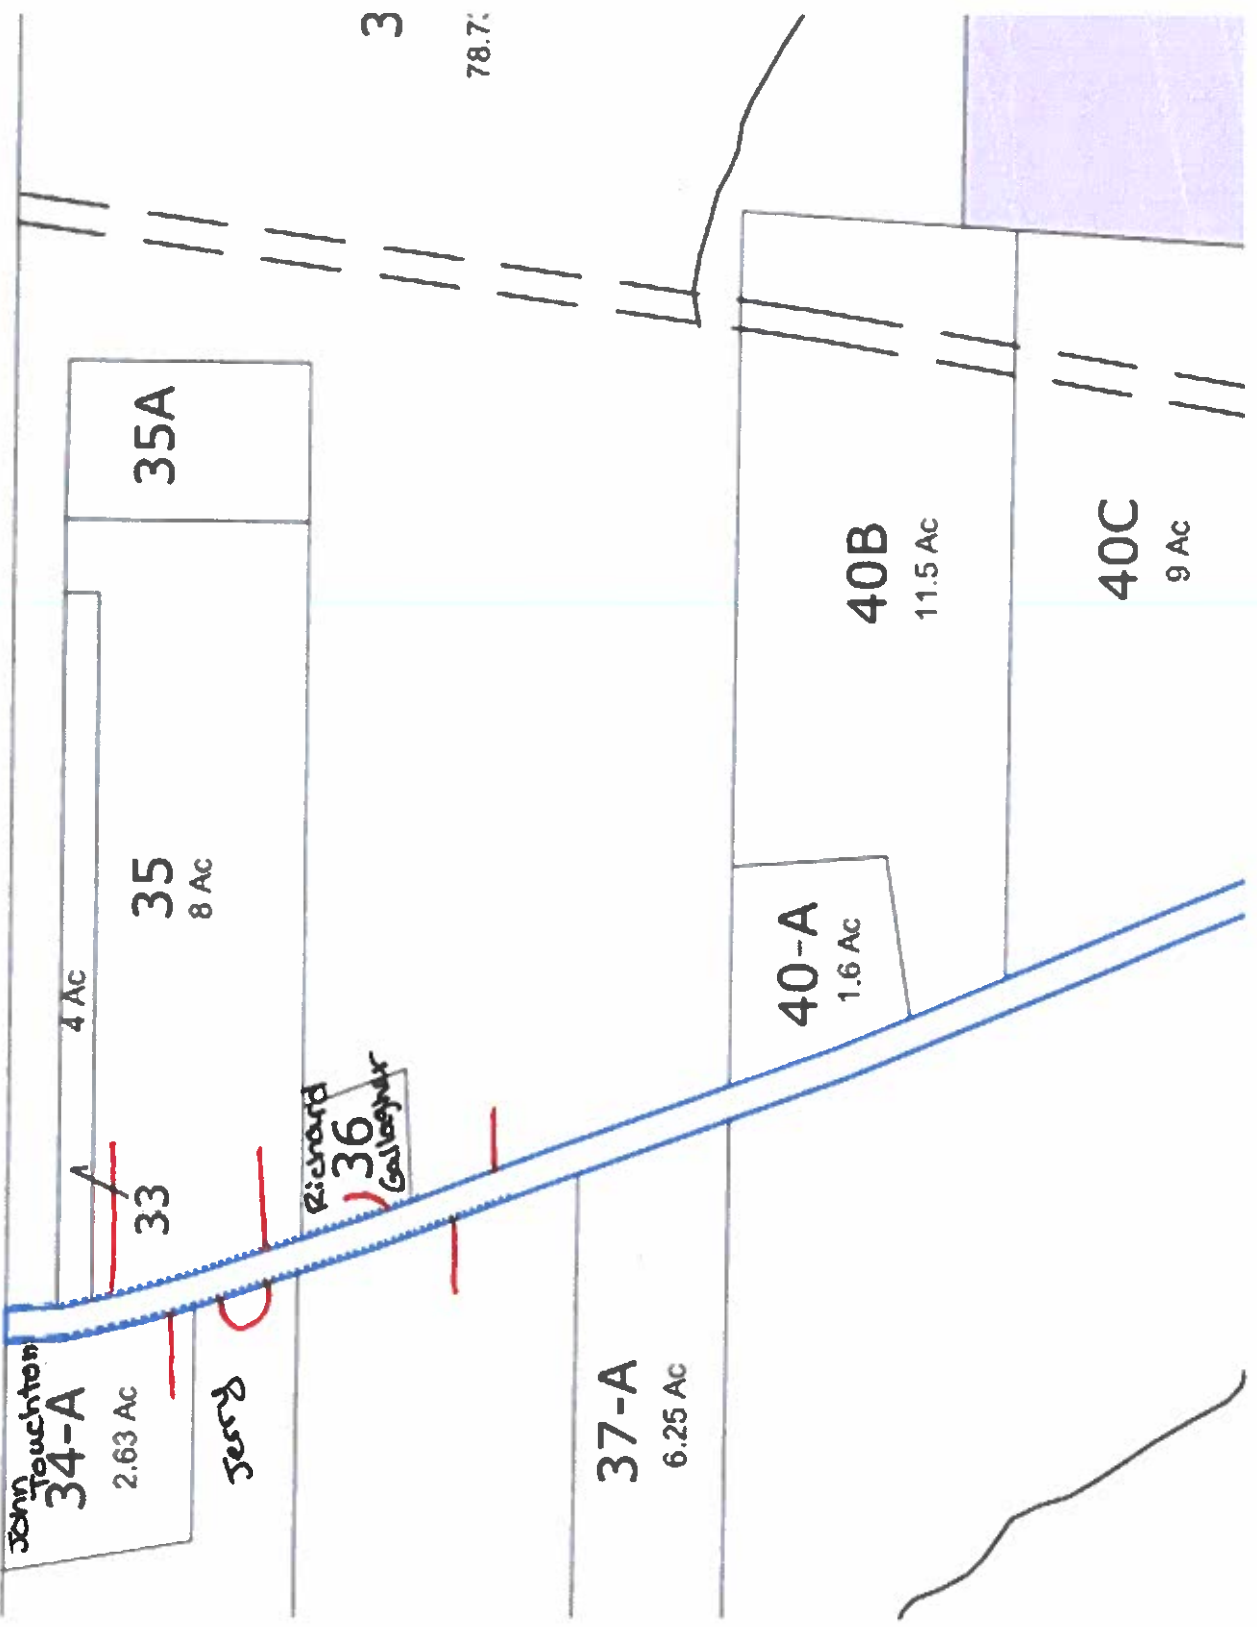 John
Touchton
34-A
2.63 Ac
4 Ac
33
35
8 Ac
35A
Jerry
Richard
36
Gallagher
3
78.7
37-A
6.25 Ac
40-A
1.6 Ac
40B
11.5 Ac
40C
9 Ac